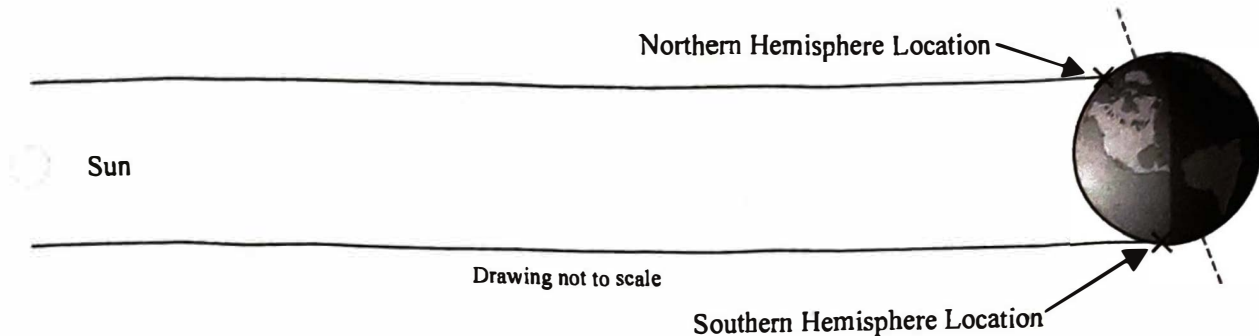 Northern Hemisphere Location
Sun
Drawing not to scale
Southern Hemisphere Location